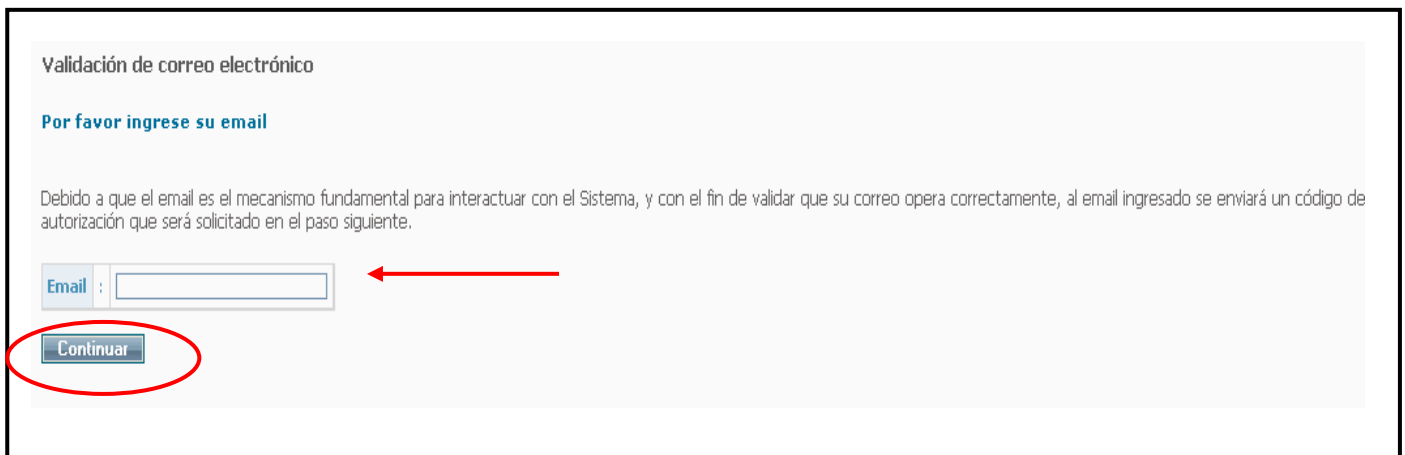 Validación de correo electrónico
Por favor ingrese su email
Debido a que el email es el mecanismo fundamental para interactuar con el Sistema, y con el fin de validar que su correo opera correctamente, al email ingresado se enviará un código de
autorización que será solicitado en el paso siguiente.
Email :
Continuar